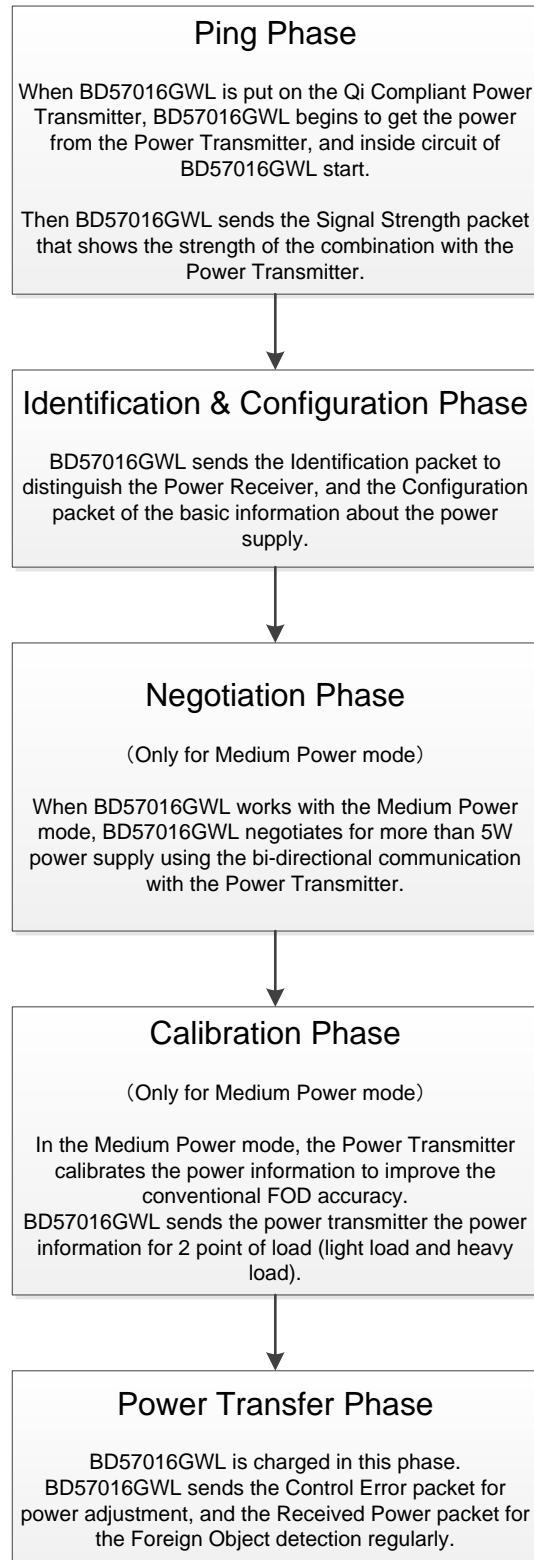 Ping Phase
When BD57016GWL is put on the Qi Compliant Power
Transmitter, BD57016GWL begins to get the power
from the Power Transmitter, and inside circuit of
BD57016GWL start.
Then BD57016GWL sends the Signal Strength packet
that shows the strength of the combination with the
Power Transmitter.
Identification & Configuration Phase
BD57016GWL sends the Identification packet to
distinguish the Power Receiver, and the Configuration
packet of the basic information about the power
supply.
Negotiation Phase
（Only for Medium Power mode）
When BD57016GWL works with the Medium Power
mode, BD57016GWL negotiates for more than 5W
power supply using the bi-directional communication
with the Power Transmitter.
Calibration Phase
（Only for Medium Power mode）
In the Medium Power mode, the Power Transmitter
calibrates the power information to improve the
conventional FOD accuracy.
BD57016GWL sends the power transmitter the power
information for 2 point of load (light load and heavy
load).
Power Transfer Phase
BD57016GWL is charged in this phase.
BD57016GWL sends the Control Error packet for
power adjustment, and the Received Power packet for
the Foreign Object detection regularly.